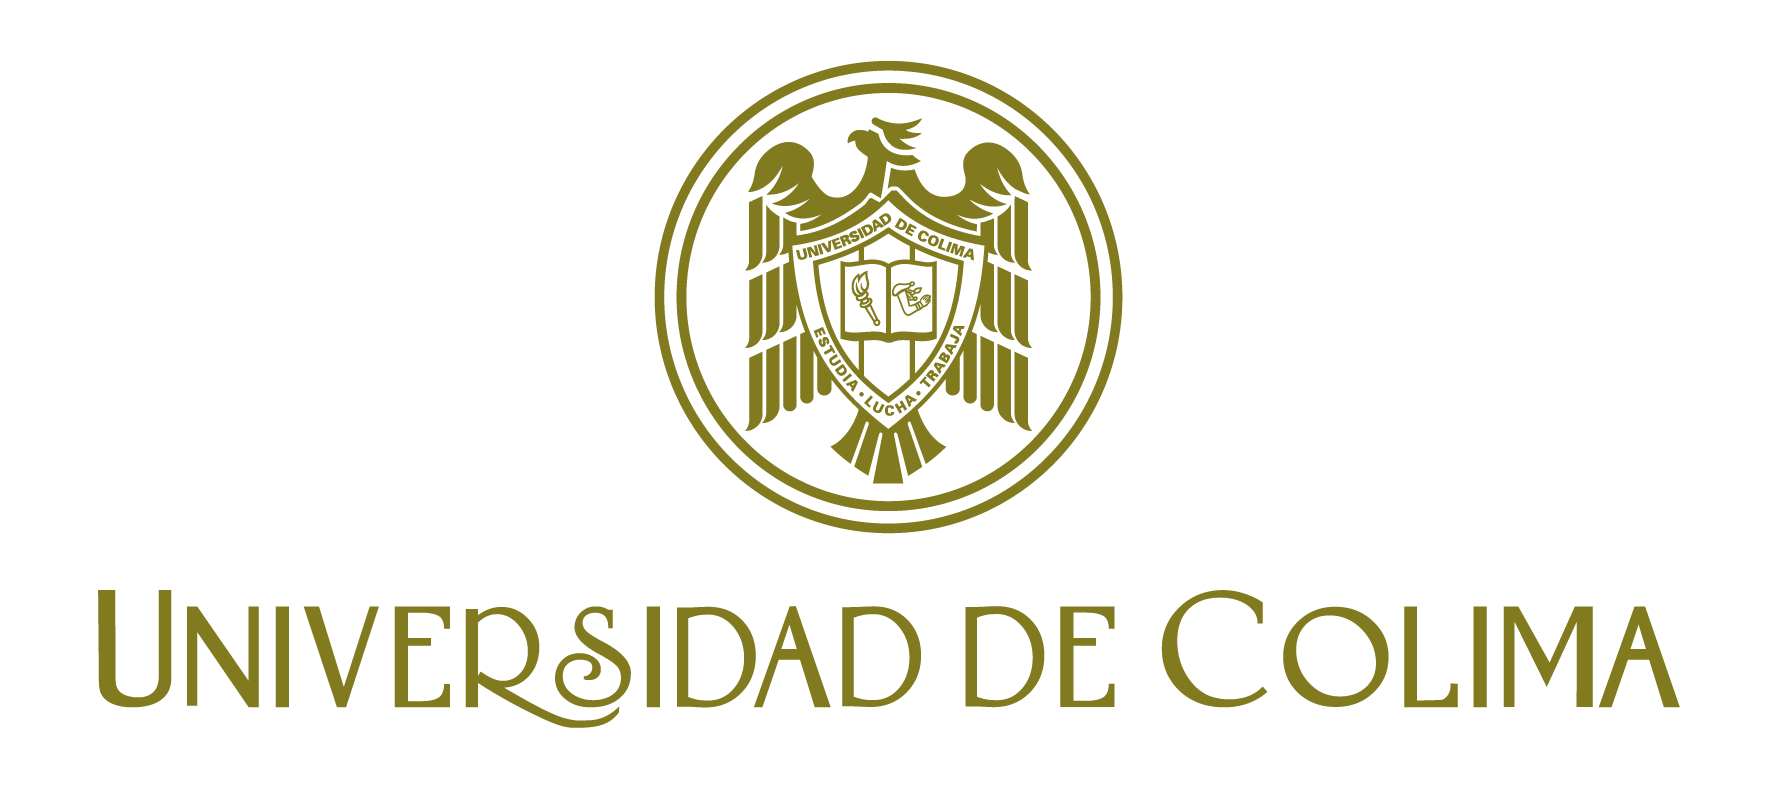 UNIVERSIDAD DE COLIMA
ESTUDIA · LUCHA · TRABAJA
UNIVERSIDAD DE COLIMA